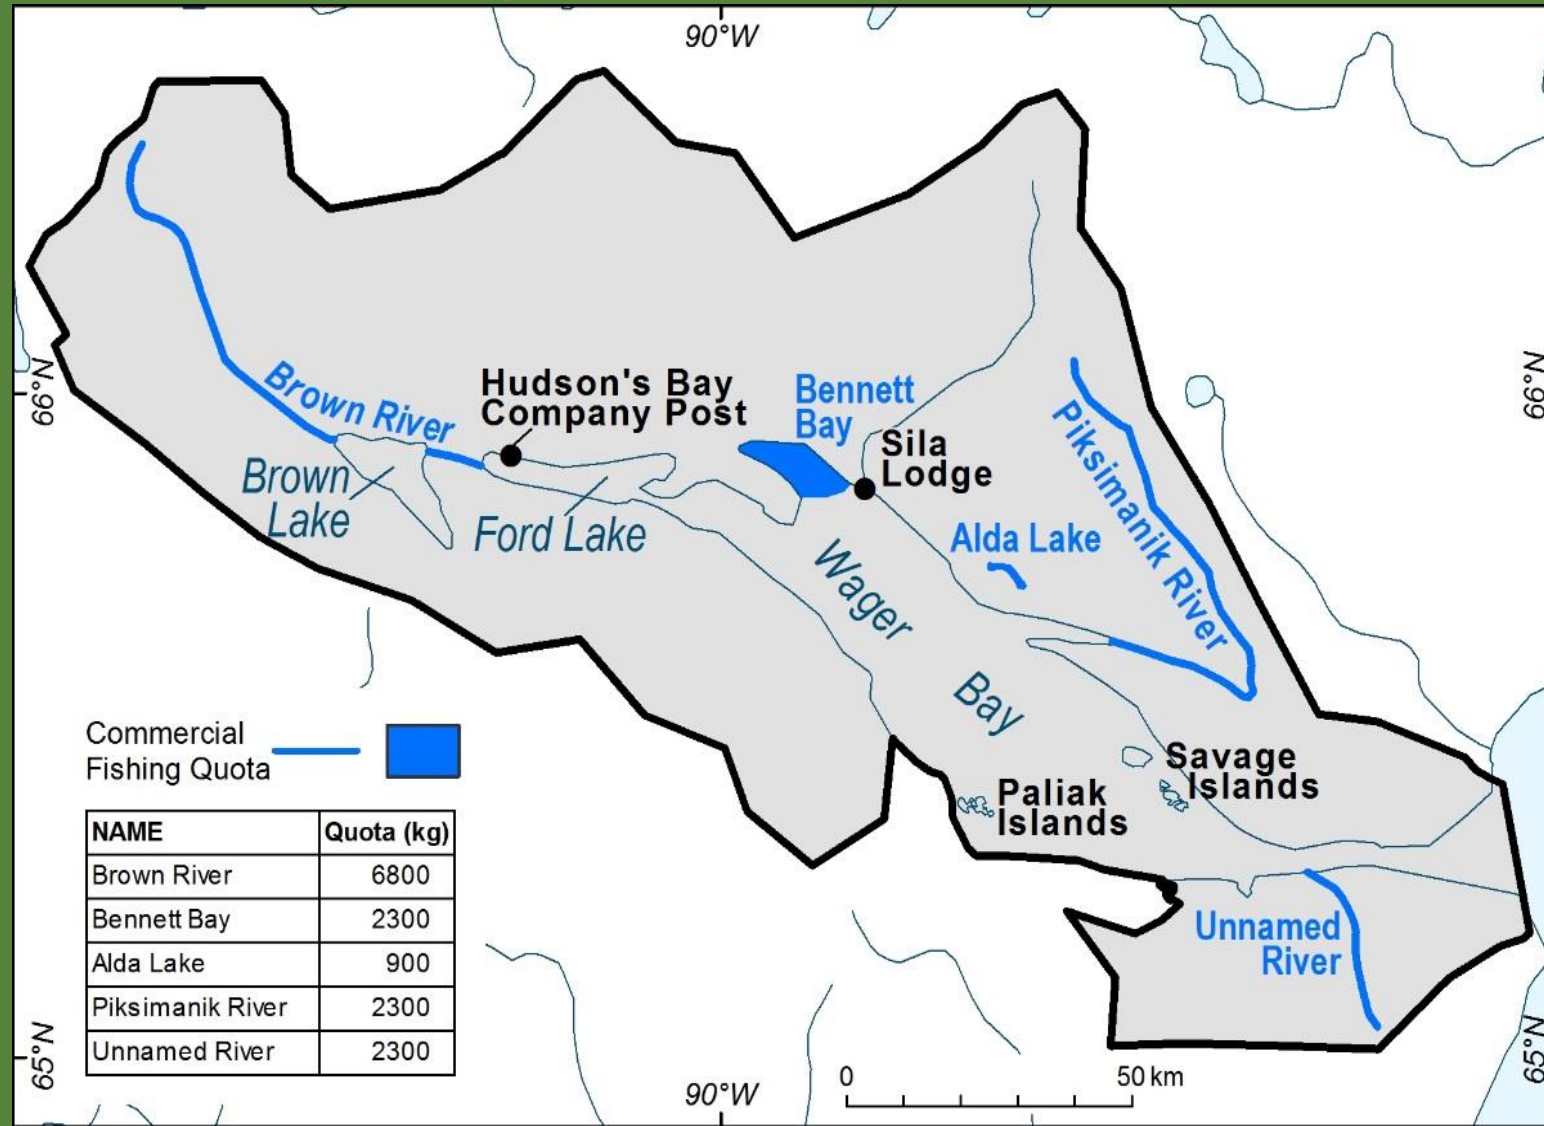 90°W
66°N
66°N
Hudson's Bay
Company Post
Brown River
Bennett
Bay
Sila
Lodge
Piksimanik River
Brown
Lake
Ford Lake
Alda Lake
Wager
Bay
Commercial
Fishing Quota
Savage
Islands
Paliak
Islands
NAME Quota (kg)
Brown River 6800
Bennett Bay 2300
Alda Lake 900
Piksimanik River 2300
Unnamed River 2300
Unnamed
River
65°N
65°N
90°W
0 50 km